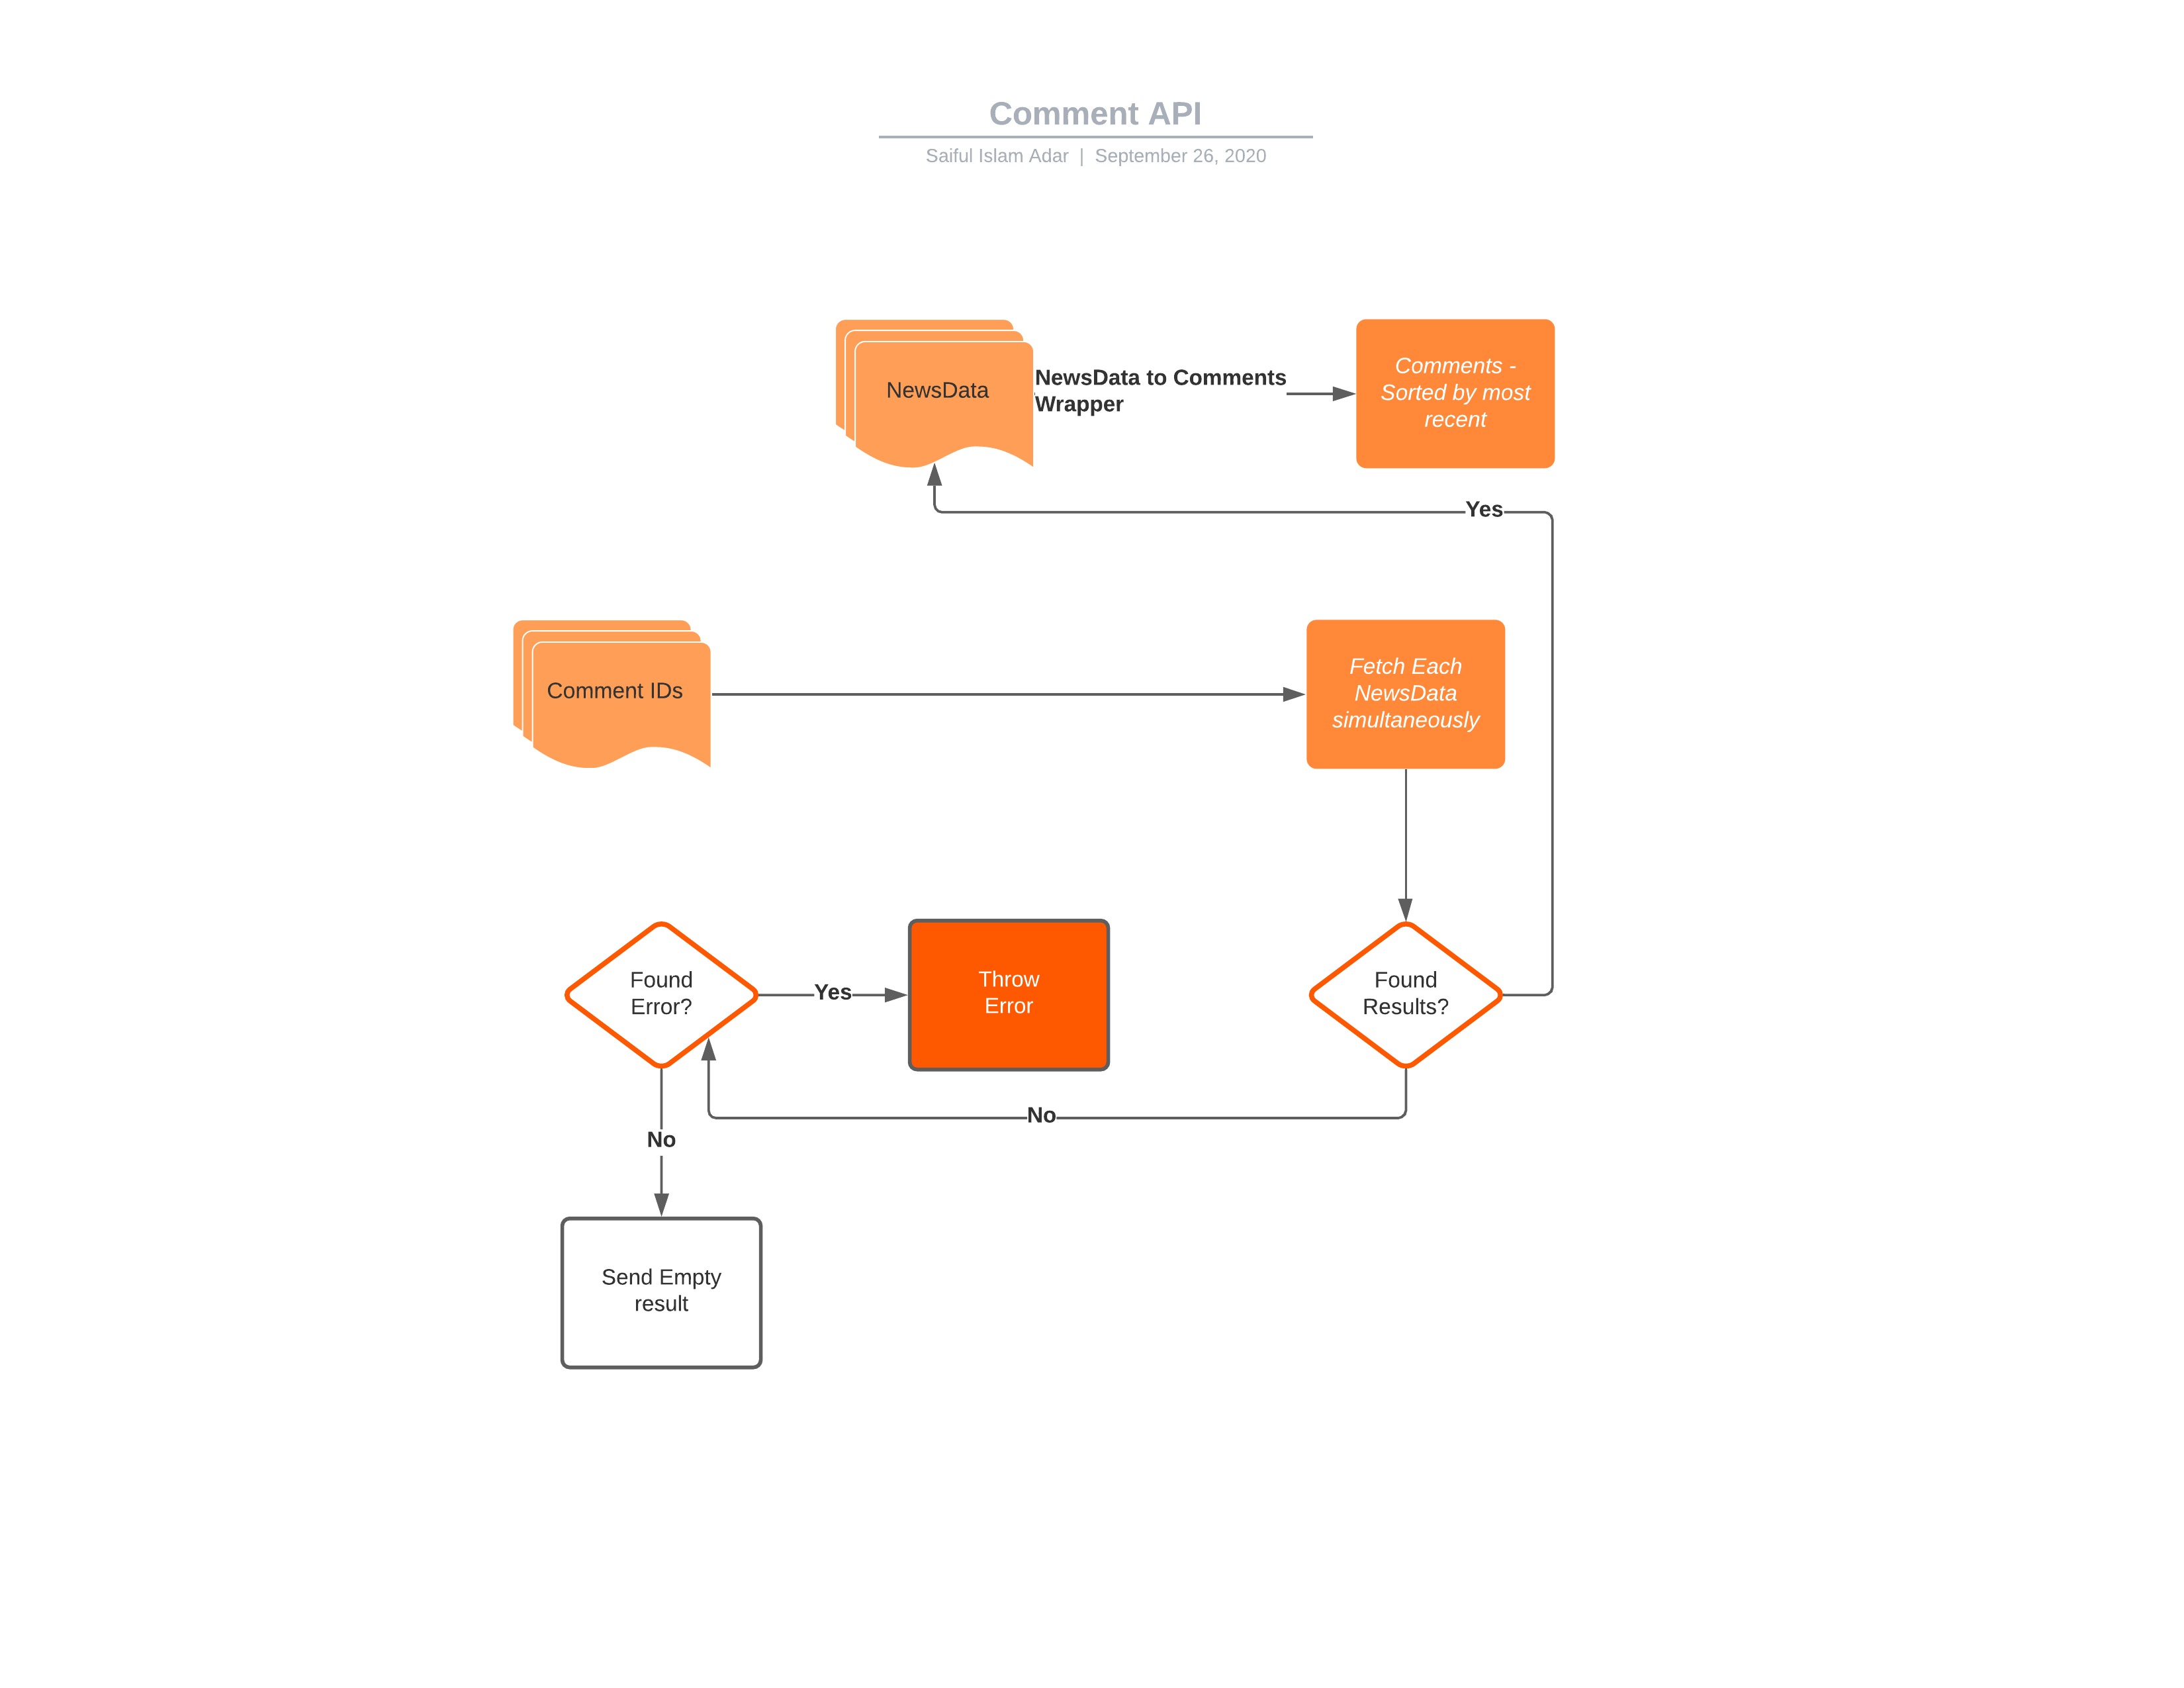 Comment API
Saiful Islam Adar | September 26, 2020
NewsData
NewsData to Comments
Wrapper
Comments -
Sorted by most
recent
Yes
Comment IDs
Fetch Each
NewsData
simultaneously
Found
Error?
Yes
Throw
Error
Found
Results?
No
No
Send Empty
result